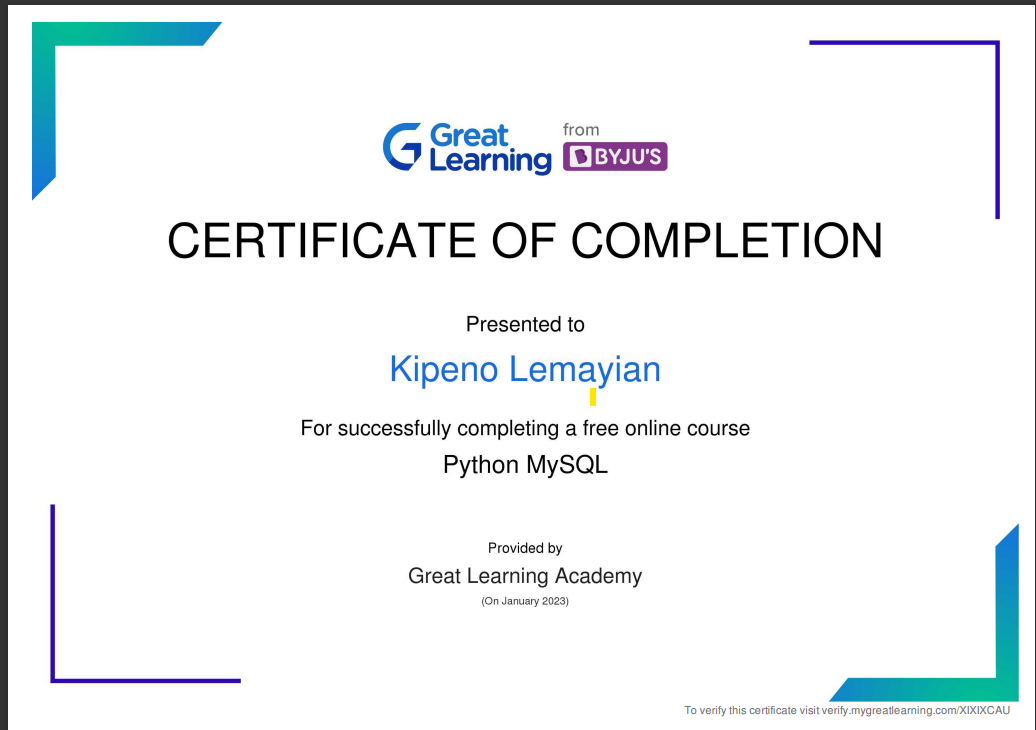 Great Learning from BYJU'S
CERTIFICATE OF COMPLETION
Presented to
Kipeno Lemayian
For successfully completing a free online course
Python MySQL
Provided by
Great Learning Academy
(On January 2023)
To verify this certificate visit verify.mygreatlearning.com/XIXIXCAU